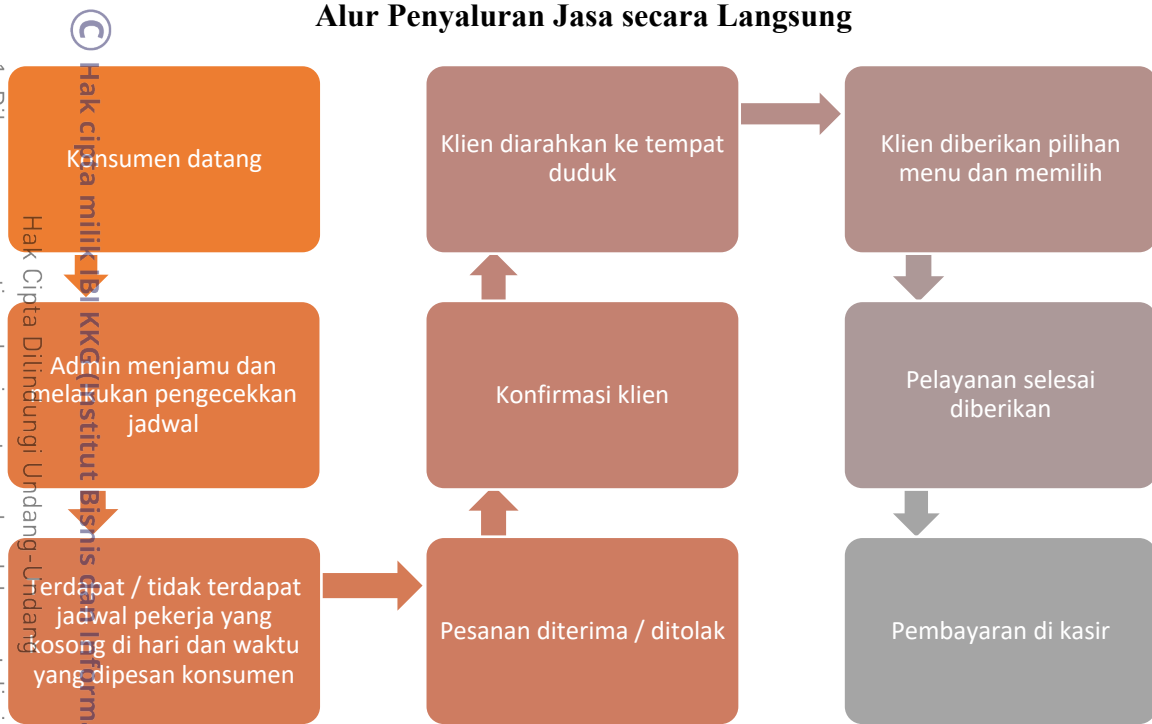 Alur Penyaluran Jasa secara Langsung
© Hak cipta milik IBI KKG (Institut Bisnis dan Inform
Hak Cipta Dilindungi Undang-Undang
Konsumen datang
Admin menjamu dan
melakukan pengecekkan
jadwal
Terdapat / tidak terdapat
jadwal pekerja yang
kosong di hari dan waktu
yang dipesan konsumen
Pesanan diterima / ditolak
Konfirmasi klien
Klien diarahkan ke tempat
duduk
Klien diberikan pilihan
menu dan memilih
Pelayanan selesai
diberikan
Pembayaran di kasir